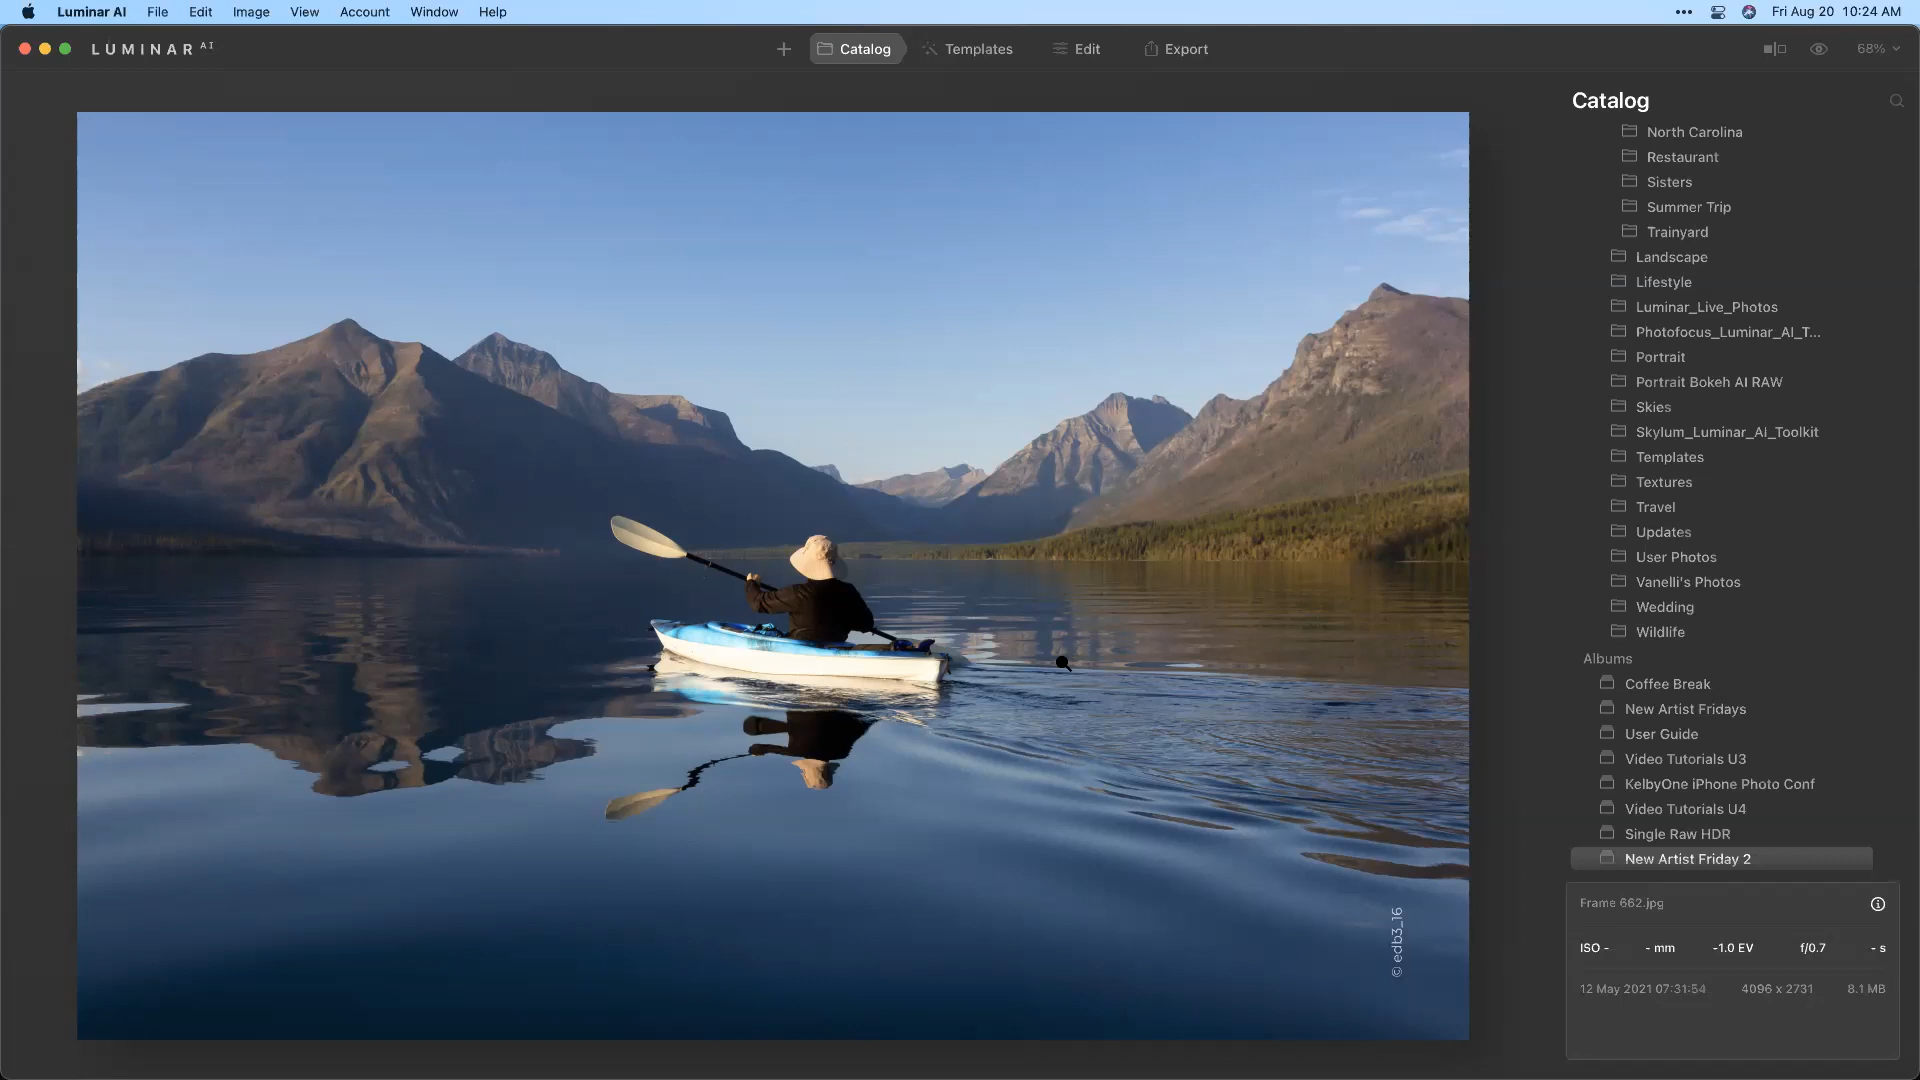 Luminar AI File Edit Image View Account Window Help ••• Fri Aug 20 10:24 AM
LUMINAR AI + Catalog Templates Edit Export 68%
Catalog
North Carolina
Restaurant
Sisters
Summer Trip
Trainyard
Landscape
Lifestyle
Luminar_Live_Photos
Photofocus_Luminar_AI_T...
Portrait
Portrait Bokeh AI RAW
Skies
Skylum_Luminar_AI_Toolkit
Templates
Textures
Travel
Updates
User Photos
Vanelli's Photos
Wedding
Wildlife
Albums
Coffee Break
New Artist Fridays
User Guide
Video Tutorials U3
KelbyOne iPhone Photo Conf
Video Tutorials U4
Single Raw HDR
New Artist Friday 2
Frame 662.jpg
ISO - - mm -1.0 EV f/0.7 - s
12 May 2021 07:31:54 4096 x 2731 8.1 MB
© edb3_16